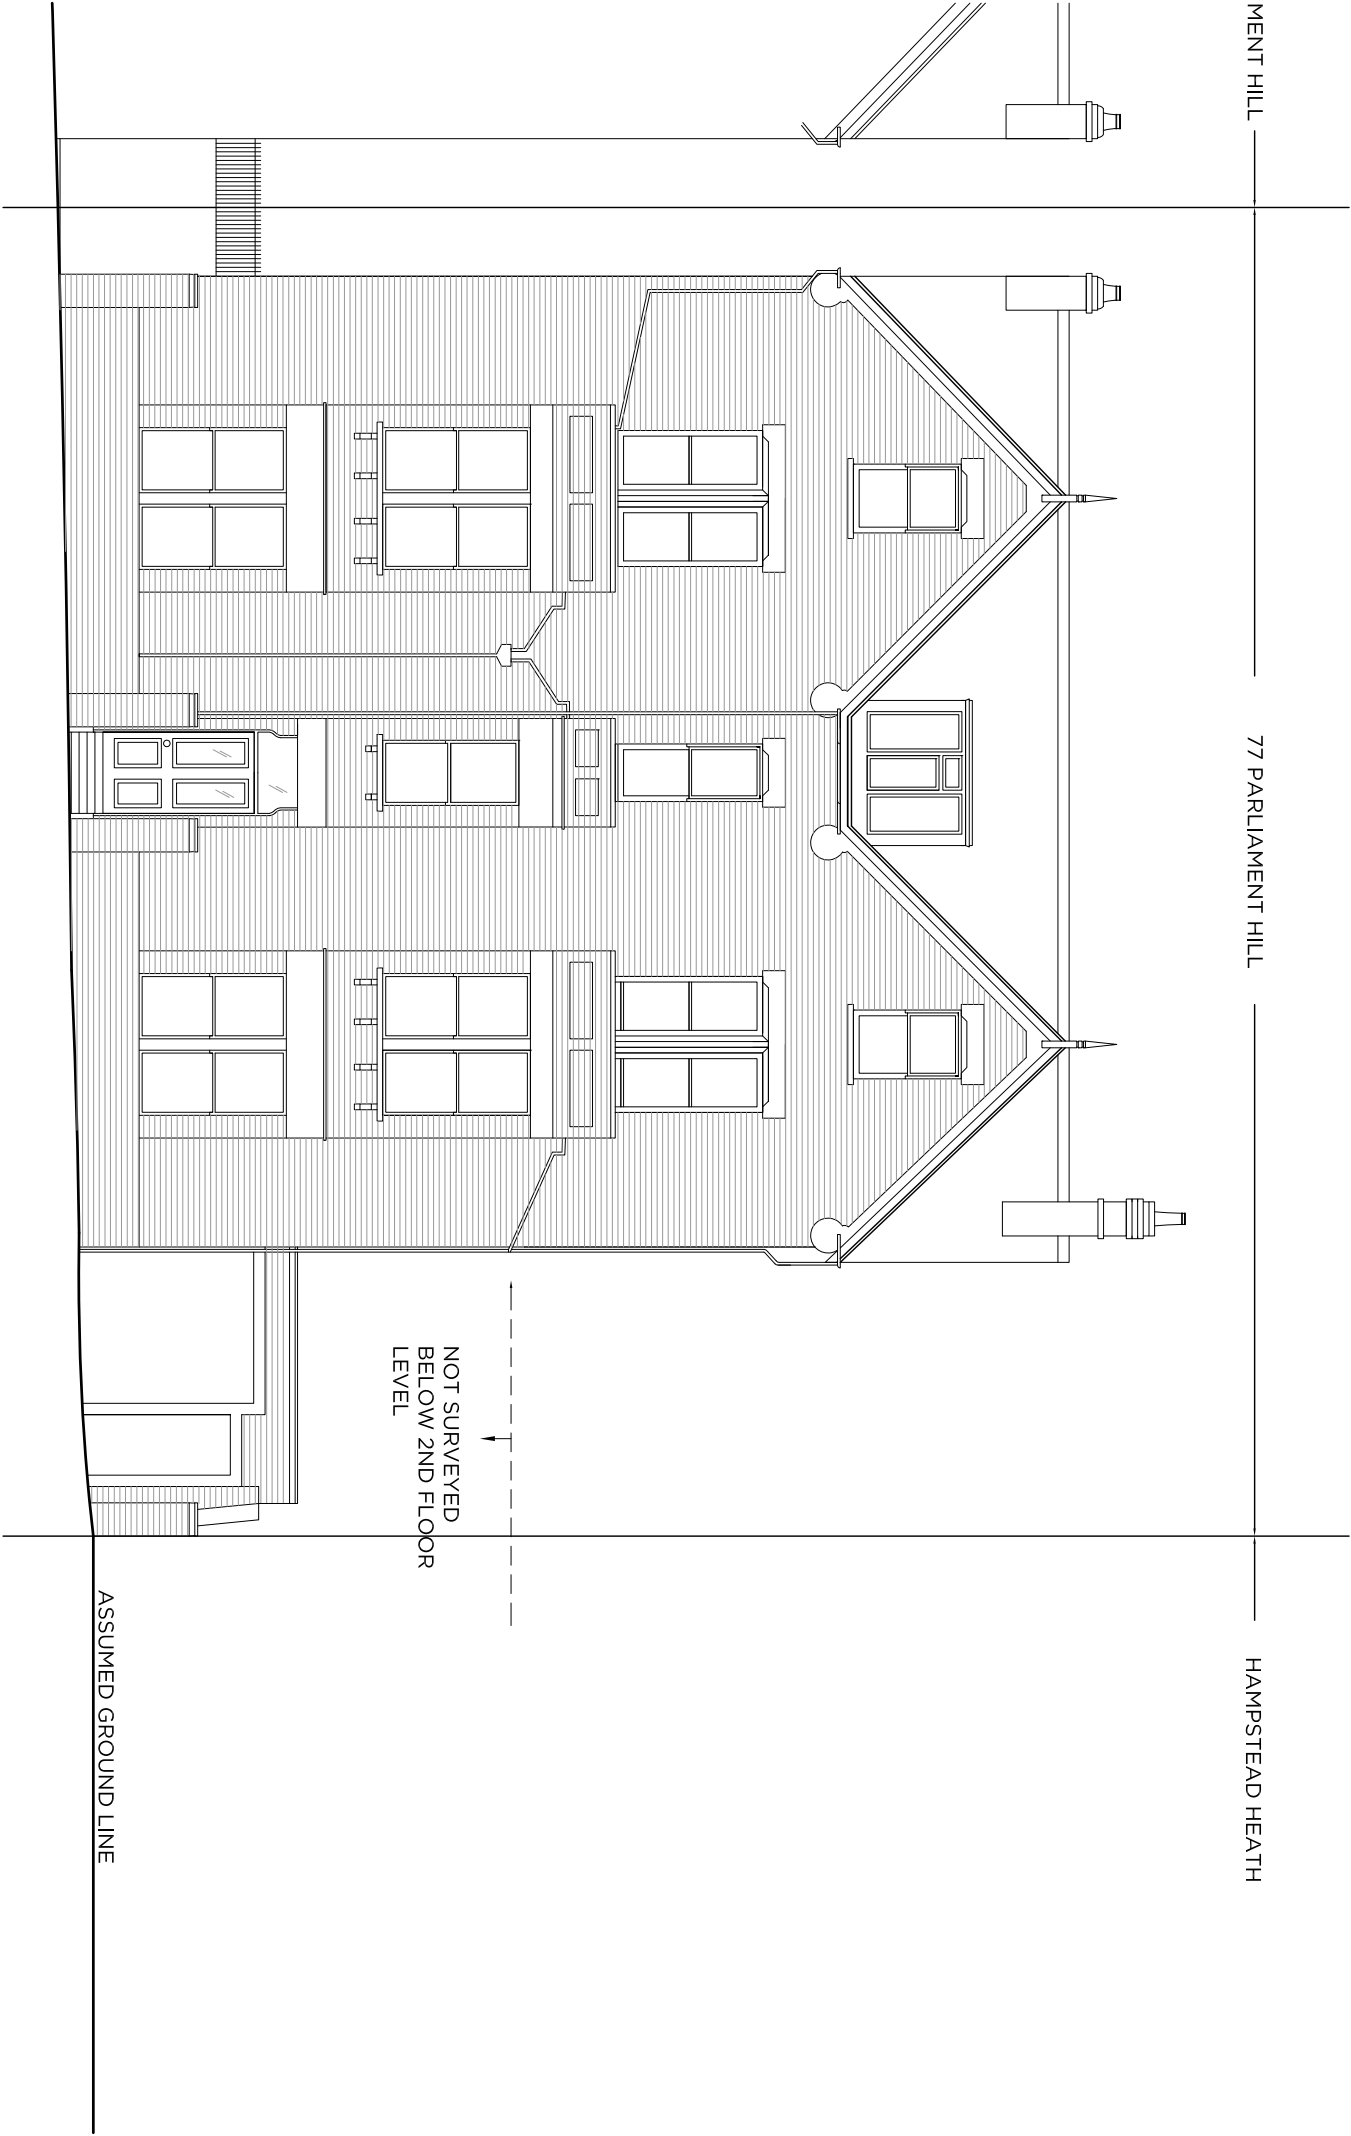 MENT HILL
77 PARLIAMENT HILL
HAMPSTEAD HEATH
NOT SURVEYED
BELOW 2ND FLOOR
LEVEL
ASSUMED GROUND LINE